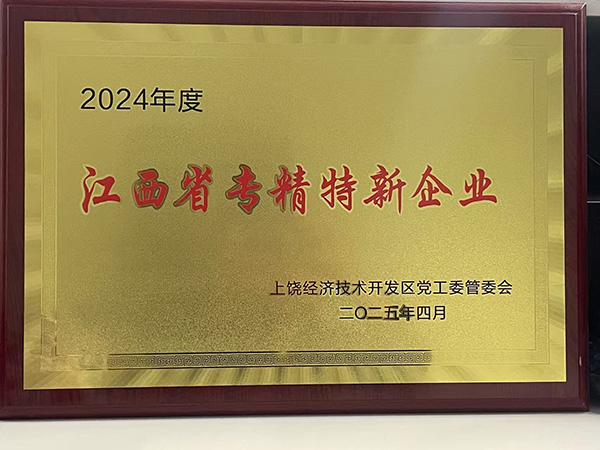 2024年度
江西省专精特新企业
上饶经济技术开发区党工委管委会
二〇二五年四月